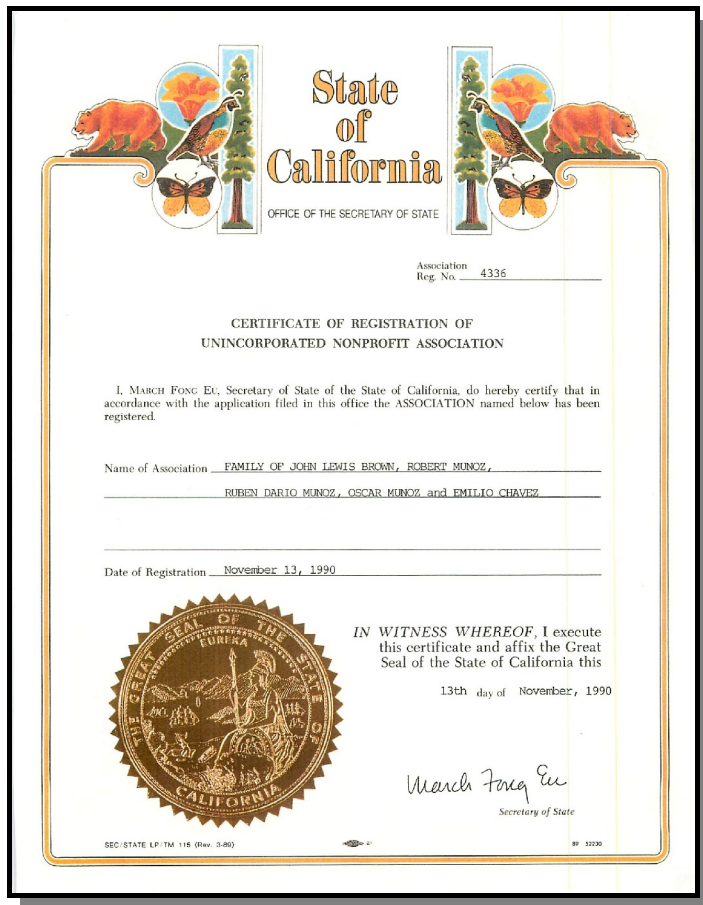 State
of
California
OFFICE OF THE SECRETARY OF STATE
Association
Reg. No. 4336
CERTIFICATE OF REGISTRATION OF
UNINCORPORATED NONPROFIT ASSOCIATION
I, MARCH FONG EU, Secretary of State of the State of California, do hereby certify that in
accordance with the application filed in this office the ASSOCIATION named below has been
registered.
Name of Association FAMILY OF JOHN LEWIS BROWN, ROBERT MUNOZ,
RUBEN DARIO MUNOZ, OSCAR MUNOZ and EMILIO CHAVEZ
Date of Registration November 13, 1990
THE GREAT SEAL OF THE STATE OF
EUREKA
CALIFORNIA
IN WITNESS WHEREOF, I execute
this certificate and affix the Great
Seal of the State of California this
13th day of November, 1990
March Fong Eu
Secretary of State
SEC/STATE LP/TM 115 (Rev. 3-89)
89 52230